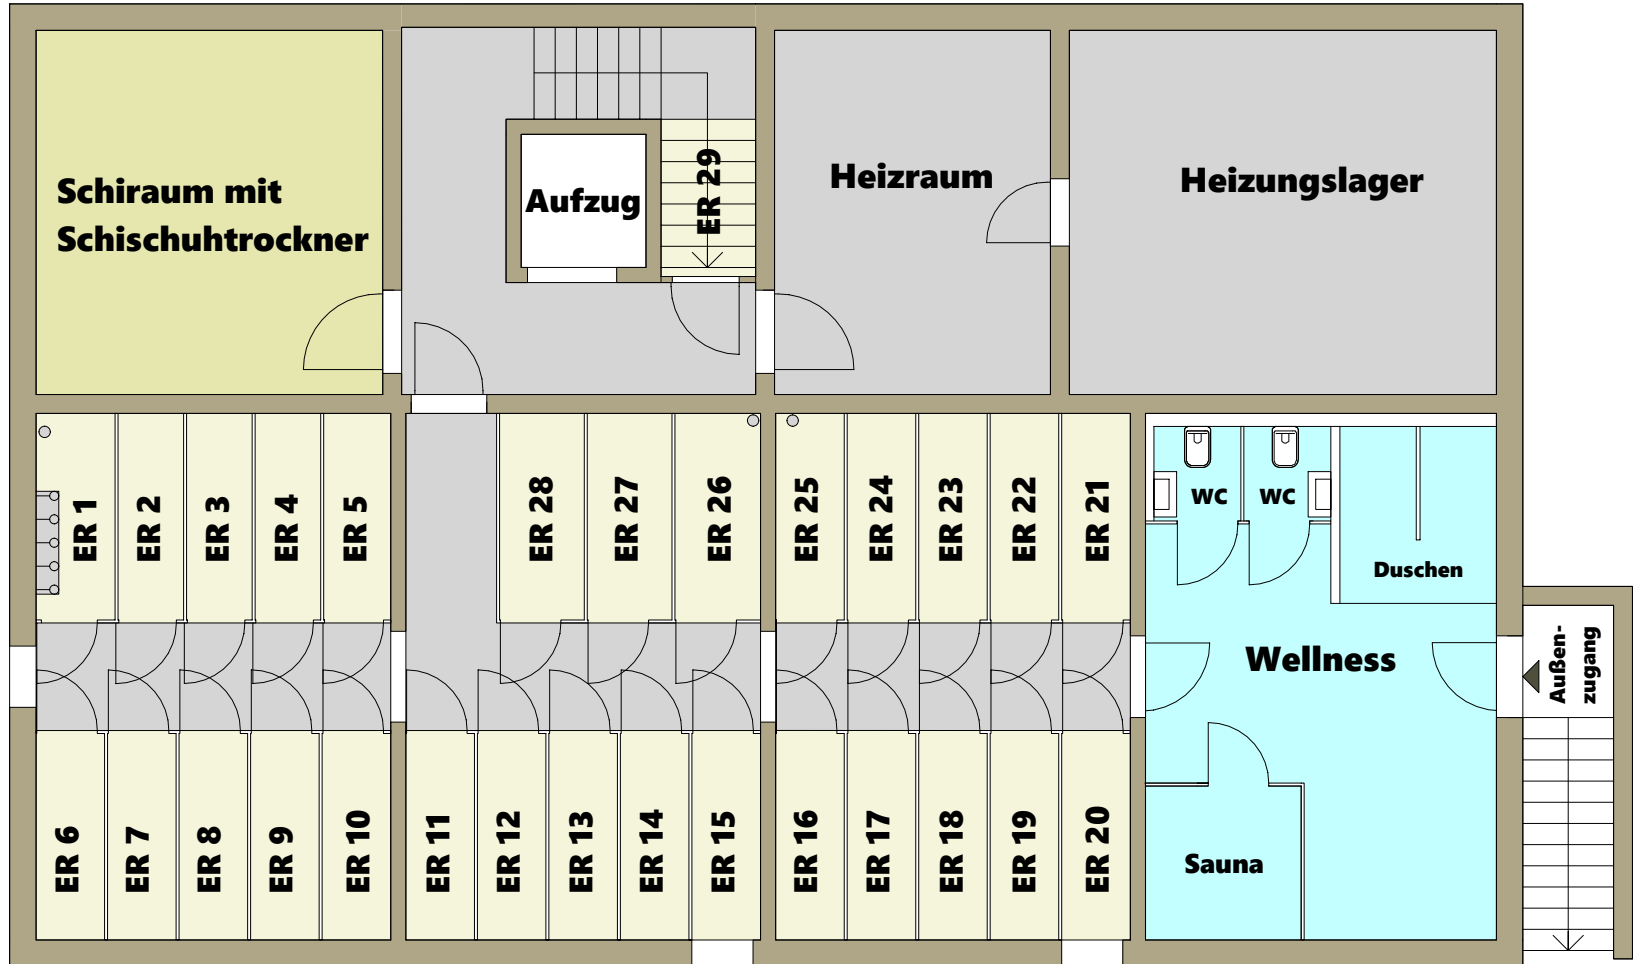 Schiraum mit
Schischuhtrockner
Aufzug
ER 29
Heizraum
Heizungslager
ER 1
ER 2
ER 3
ER 4
ER 5
ER 28
ER 27
ER 26
ER 25
ER 24
ER 23
ER 22
ER 21
WC
WC
Duschen
Wellness
Außen-
zugang
ER 6
ER 7
ER 8
ER 9
ER 10
ER 11
ER 12
ER 13
ER 14
ER 15
ER 16
ER 17
ER 18
ER 19
ER 20
Sauna